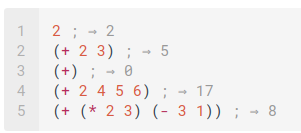 1 2 ; → 2
2 (+ 2 3) ; → 5
3 (+) ; → 0
4 (+ 2 4 5 6) ; → 17
5 (+ (* 2 3) (- 3 1)) ; → 8